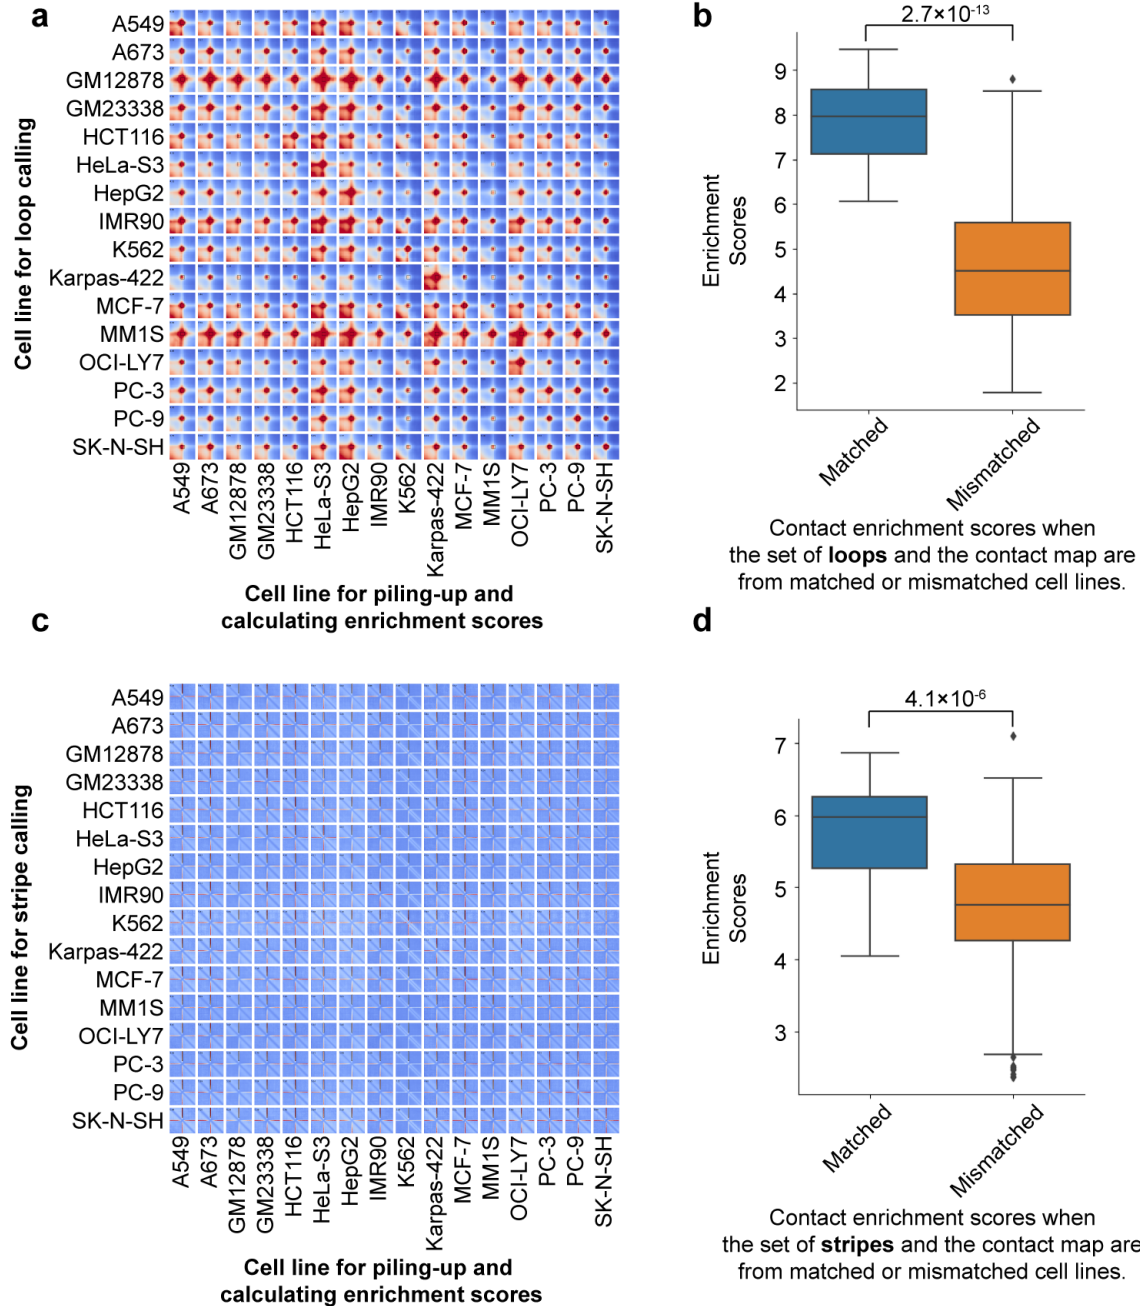 a
A549
A673
GM12878
GM23338
HCT116
HeLa-S3
HepG2
IMR90
K562
Karpas-422
MCF-7
MM1S
OCI-LY7
PC-3
PC-9
SK-N-SH
Cell line for loop calling
A549
A673
GM12878
GM23338
HCT116
HeLa-S3
HepG2
IMR90
K562
Karpas-422
MCF-7
MM1S
OCI-LY7
PC-3
PC-9
SK-N-SH
Cell line for piling-up and
calculating enrichment scores
b
2.7×10-13
9
8
7
6
5
4
3
2
Enrichment
Scores
Matched
Mismatched
Contact enrichment scores when
the set of loops and the contact map are
from matched or mismatched cell lines.
c
A549
A673
GM12878
GM23338
HCT116
HeLa-S3
HepG2
IMR90
K562
Karpas-422
MCF-7
MM1S
OCI-LY7
PC-3
PC-9
SK-N-SH
Cell line for stripe calling
A549
A673
GM12878
GM23338
HCT116
HeLa-S3
HepG2
IMR90
K562
Karpas-422
MCF-7
MM1S
OCI-LY7
PC-3
PC-9
SK-N-SH
Cell line for piling-up and
calculating enrichment scores
d
4.1×10-6
7
6
5
4
3
Enrichment
Scores
Matched
Mismatched
Contact enrichment scores when
the set of stripes and the contact map are
from matched or mismatched cell lines.